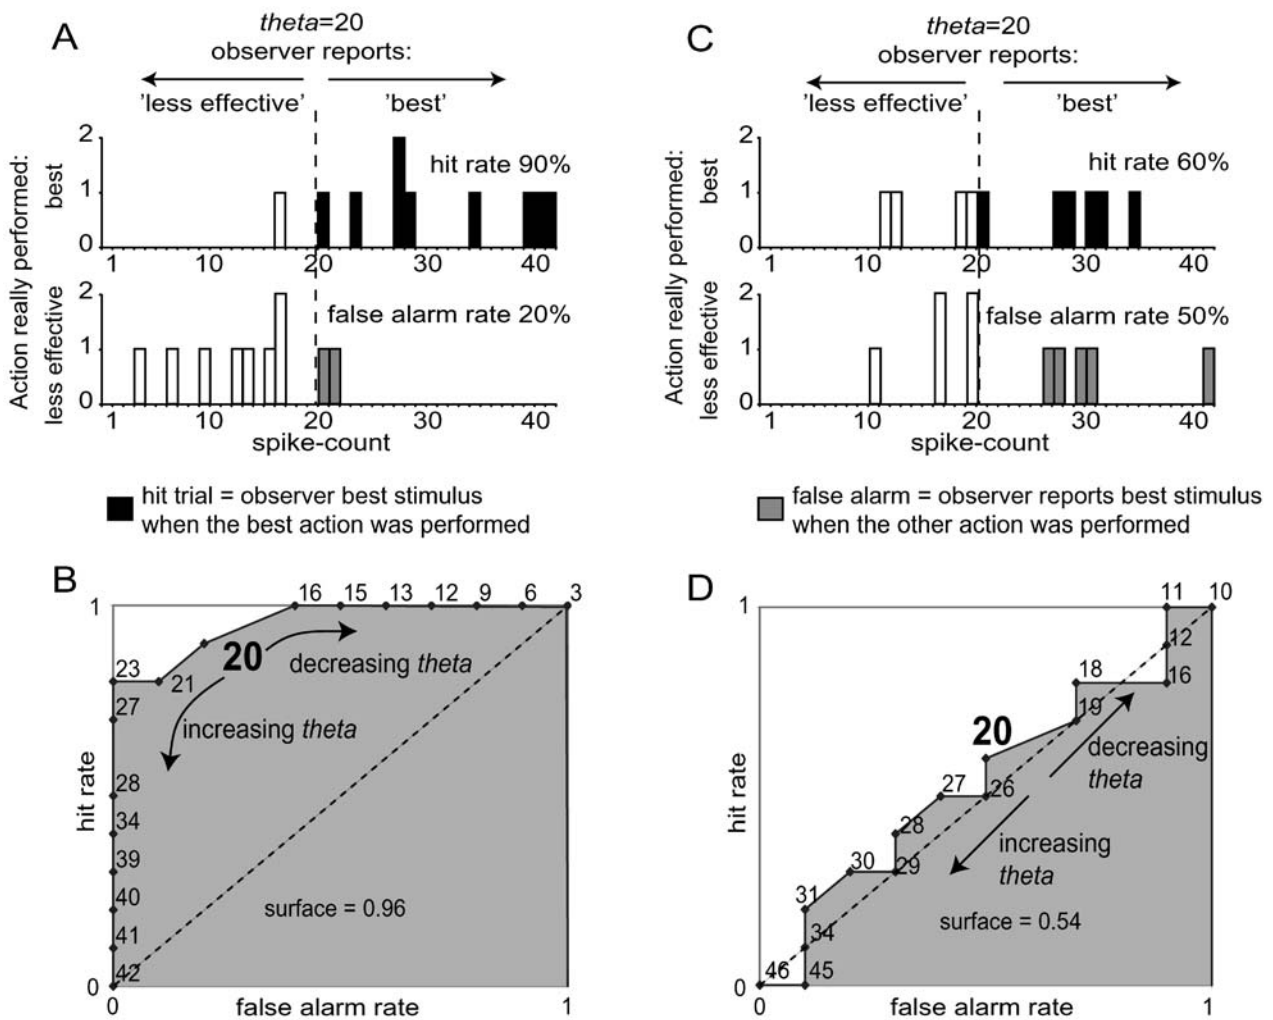 A
theta=20
observer reports:
'less effective'
'best'
Action really performed:
best
less effective
2
1
0
hit rate 90%
1 10 20 30 40
2
1
0
false alarm rate 20%
1 10 20 30 40
spike-count
C
theta=20
observer reports:
'less effective'
'best'
Action really performed:
best
less effective
2
1
0
hit rate 60%
1 10 20 30 40
2
1
0
false alarm rate 50%
1 10 20 30 40
spike-count
hit trial = observer best stimulus
when the best action was performed
false alarm = observer reports best stimulus
when the other action was performed
B
1
hit rate
0
16 15 13 12 9 6 3
20
decreasing theta
23
21
27
increasing theta
28
34
39
40
surface = 0.96
41
42
0
false alarm rate
1
D
1
hit rate
0
11 10
12
18
16
19
20
decreasing
theta
27
26
28
increasing
theta
30
29
31
surface = 0.54
34
46
45
0
false alarm rate
1